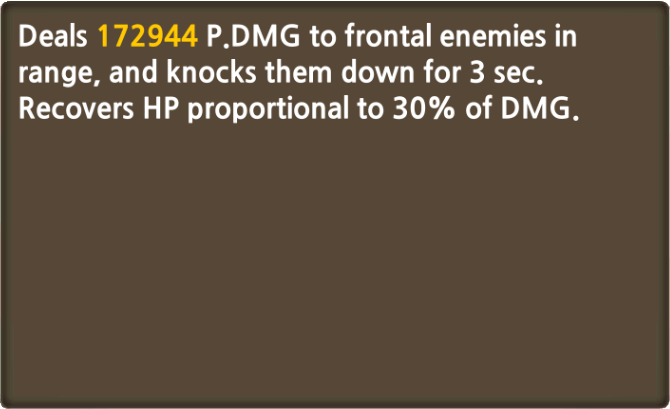 Deals 172944 P.DMG to frontal enemies in
range, and knocks them down for 3 sec.
Recovers HP proportional to 30% of DMG.